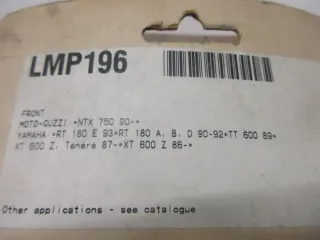 LMP196
FRONT
MOTO-GUZZI:*NTX 750 90-*
YAMAHA:*RT 180 E 93*RT 180 A, B, D 90-92*TT 600 89*
XT 600 Z, Ténéré 87-*XT 600 Z 86-*
Other applications - see catalogue